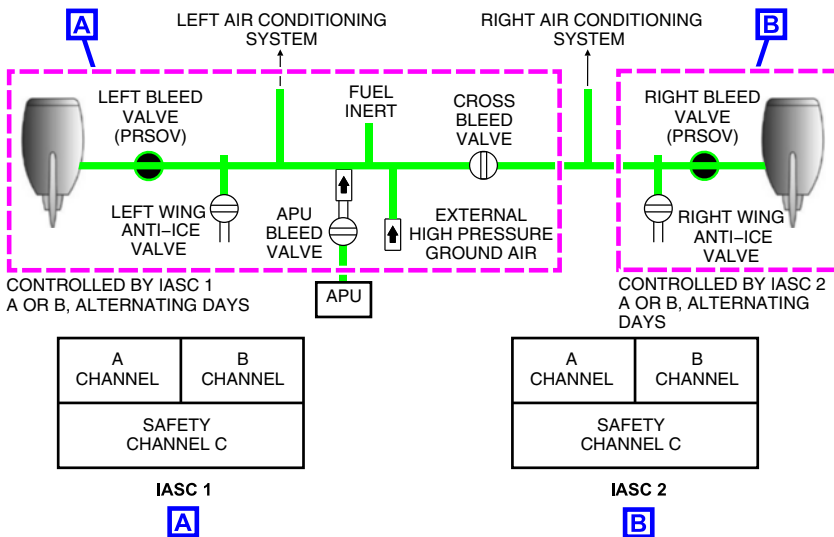 A
LEFT AIR CONDITIONING
SYSTEM
RIGHT AIR CONDITIONING
SYSTEM
B
LEFT BLEED
VALVE
(PRSOV)
FUEL
INERT
CROSS
BLEED
VALVE
RIGHT BLEED
VALVE
(PRSOV)
LEFT WING
ANTI–ICE
VALVE
APU
BLEED
VALVE
EXTERNAL
HIGH PRESSURE
GROUND AIR
RIGHT WING
ANTI–ICE
VALVE
CONTROLLED BY IASC 1
A OR B, ALTERNATING DAYS
APU
CONTROLLED BY IASC 2
A OR B, ALTERNATING
DAYS
A
CHANNEL
B
CHANNEL
SAFETY
CHANNEL C
IASC 1
A
A
CHANNEL
B
CHANNEL
SAFETY
CHANNEL C
IASC 2
B